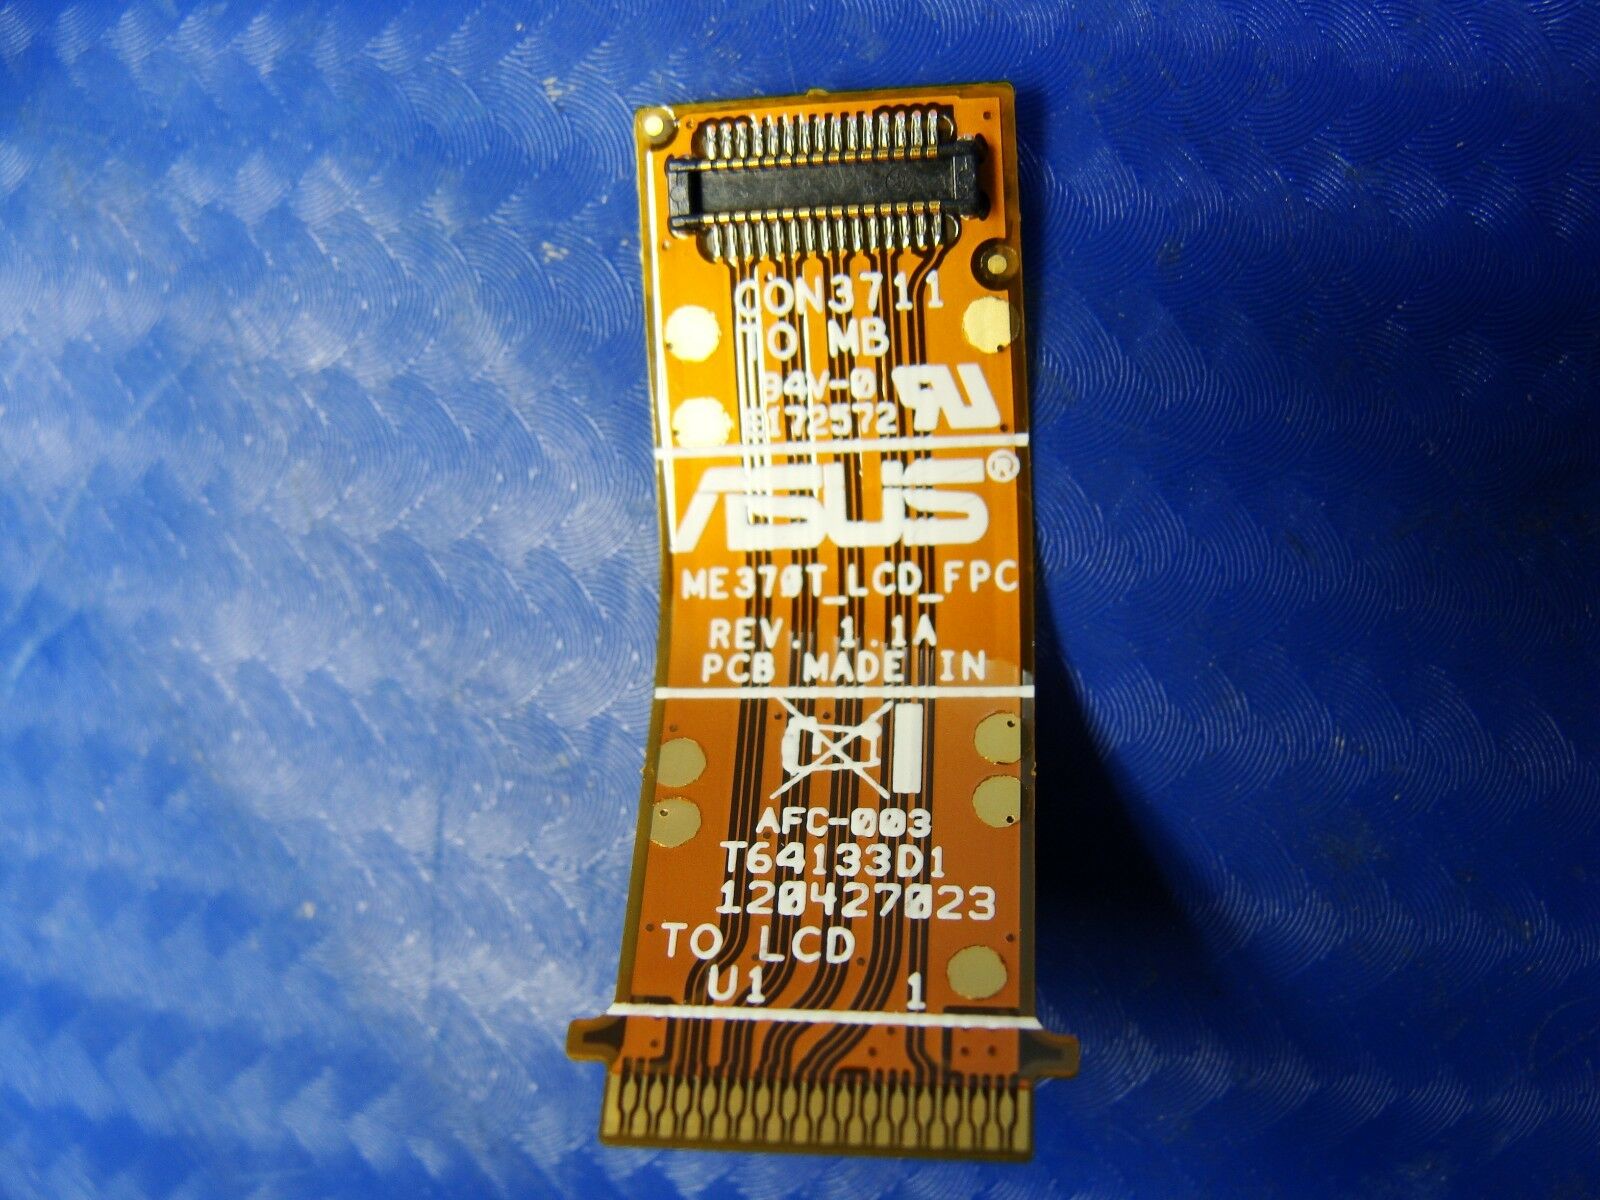 CON3711
TO MB
94V-0
E172572 RU
ASUS®
ME370T_LCD_FPC
REV. 1.1A
PCB MADE IN
AFC-003
T64133D1
120427023
TO LCD
U1 1